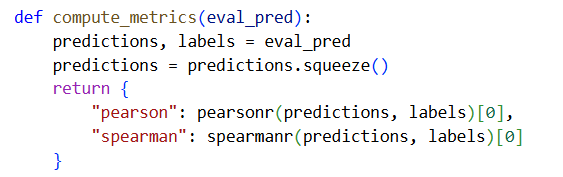 def compute_metrics(eval_pred):
    predictions, labels = eval_pred
    predictions = predictions.squeeze()
    return {
        "pearson": pearsonr(predictions, labels)[0],
        "spearman": spearmanr(predictions, labels)[0]
    }